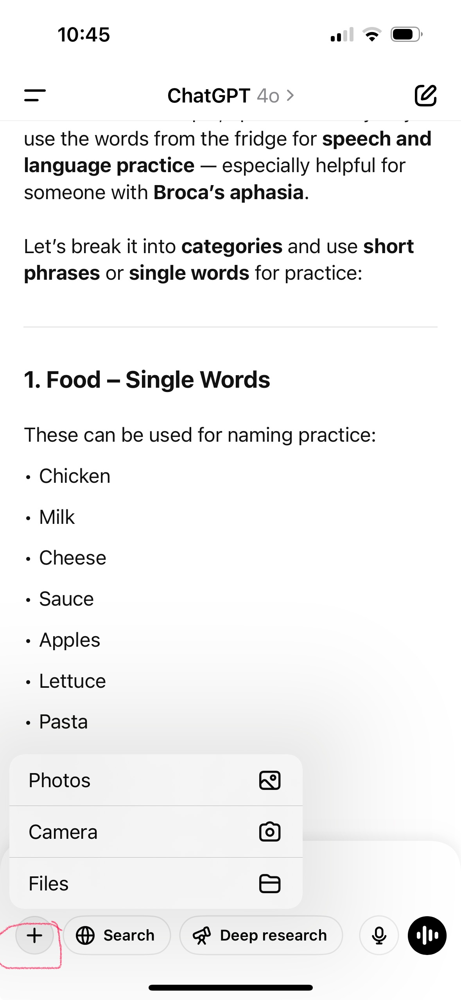 10:45
ChatGPT 4o >
use the words from the fridge for speech and
language practice — especially helpful for
someone with Broca’s aphasia.
Let’s break it into categories and use short
phrases or single words for practice:
1. Food – Single Words
These can be used for naming practice:
• Chicken
• Milk
• Cheese
• Sauce
• Apples
• Lettuce
• Pasta
Photos
Camera
Files
+ Search Deep research